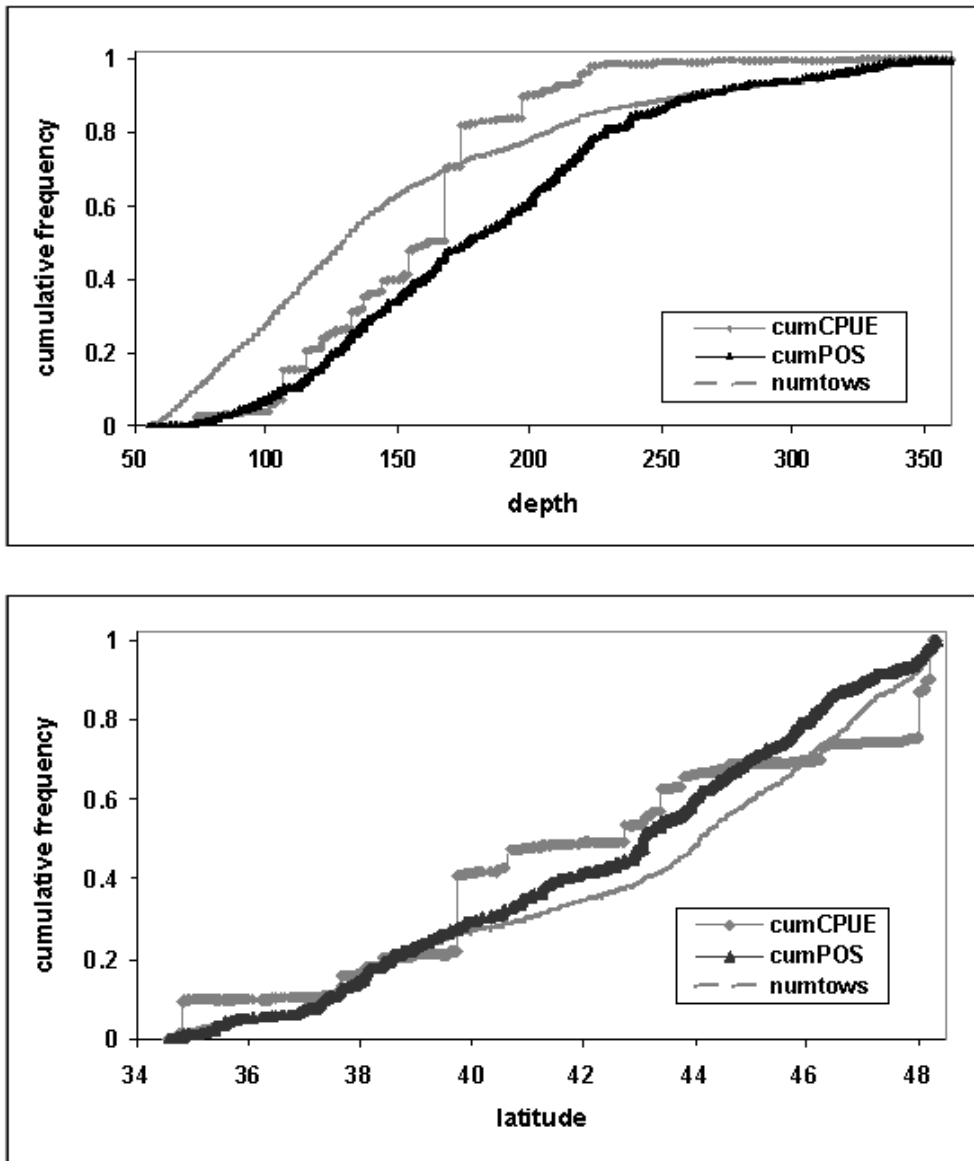 cumulative frequency
1
0.8
0.6
0.4
0.2
0
50 100 150 200 250 300 350
depth
cumCPUE
cumPOS
numtows
cumulative frequency
1
0.8
0.6
0.4
0.2
0
34 36 38 40 42 44 46 48
latitude
cumCPUE
cumPOS
numtows